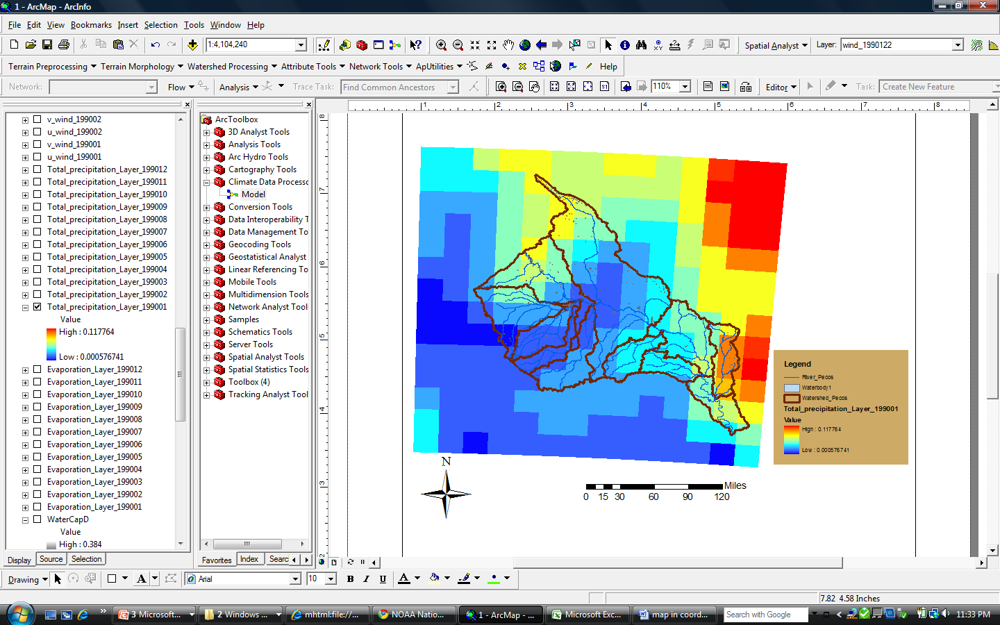 1 - ArcMap - ArcInfo
File Edit View Bookmarks Insert Selection Tools Window Help
1:4,104,240
Spatial Analyst Layer: wind_1990122
Terrain Preprocessing Terrain Morphology Watershed Processing Attribute Tools Network Tools ApUtilities Help
Network: Flow Analysis Trace Task: Find Common Ancestors 110% Editor Task: Create New Feature
v_wind_199002
u_wind_199002
v_wind_199001
u_wind_199001
Total_precipitation_Layer_199012
Total_precipitation_Layer_199011
Total_precipitation_Layer_199010
Total_precipitation_Layer_199009
Total_precipitation_Layer_199008
Total_precipitation_Layer_199007
Total_precipitation_Layer_199006
Total_precipitation_Layer_199005
Total_precipitation_Layer_199004
Total_precipitation_Layer_199003
Total_precipitation_Layer_199002
Total_precipitation_Layer_199001
Value
High : 0.117764
Low : 0.000576741
Evaporation_Layer_199012
Evaporation_Layer_199011
Evaporation_Layer_199010
Evaporation_Layer_199009
Evaporation_Layer_199008
Evaporation_Layer_199007
Evaporation_Layer_199006
Evaporation_Layer_199005
Evaporation_Layer_199004
Evaporation_Layer_199003
Evaporation_Layer_199002
Evaporation_Layer_199001
WaterCapD
Value
High : 0.384
Display Source Selection
ArcToolbox
3D Analyst Tools
Analysis Tools
Arc Hydro Tools
Cartography Tools
Climate Data Processc
Model
Conversion Tools
Data Interoperability T
Data Management To
Geocoding Tools
Geostatistical Analyst
Linear Referencing To
Mobile Tools
Multidimension Tools
Network Analyst Tool
Samples
Schematics Tools
Server Tools
Spatial Analyst Tools
Spatial Statistics Tools
Toolbox (4)
Tracking Analyst Tool
Favorites Index Searc
1 2 3 4 5 6 7 8
8
7
6
5
4
3
2
Legend
River_Pecos
Waterbody1
Watershed_Pecos
Total_precipitation_Layer_199001
Value
High : 0.117764
Low : 0.000576741
N
Miles
0 15 30 60 90 120
Drawing A Arial 10 B I U A
7.82 4.58 Inches
3 Microsoft... 2 Windows ... mhtml:file://... NOAA Natio... 1 - ArcMap - ... Microsoft Exc... map in coord... Search with Google 11:33 PM